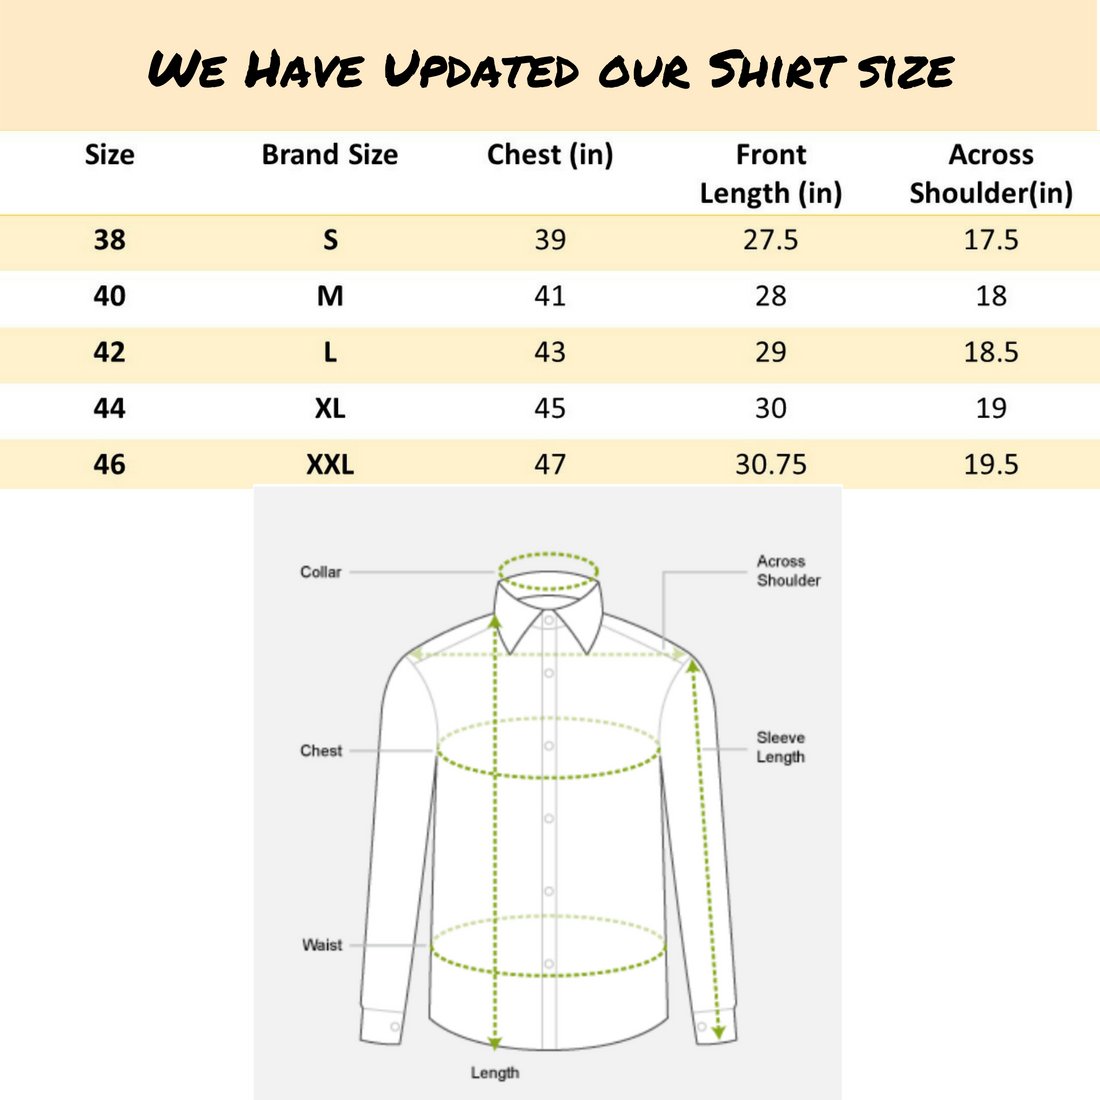 We Have Updated our Shirt size
Size Brand Size Chest (in) Front Length (in) Across Shoulder(in)
38 S 39 27.5 17.5
40 M 41 28 18
42 L 43 29 18.5
44 XL 45 30 19
46 XXL 47 30.75 19.5
Collar
Across
Shoulder
Chest
Sleeve
Length
Waist
Length